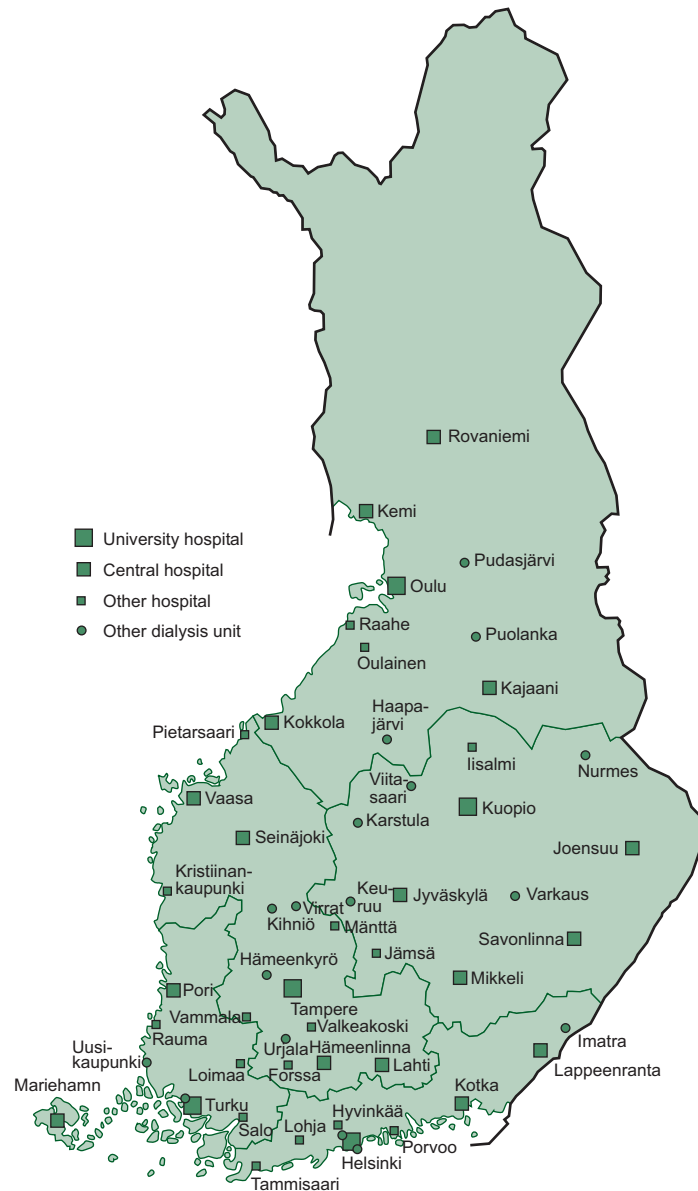 Rovaniemi
Kemi
University hospital
Central hospital
Other hospital
Other dialysis unit
Pudasjärvi
Oulu
Raahe
Puolanka
Oulainen
Kajaani
Haapa-
järvi
Kokkola
Pietarsaari
Iisalmi
Nurmes
Viita-
saari
Vaasa
Kuopio
Karstula
Seinäjoki
Joensuu
Kristiinan-
kaupunki
Keu-
ruu
Jyväskylä
Varkaus
Virrat
Kihniö
Mänttä
Savonlinna
Jämsä
Hämeenkyrö
Mikkeli
Pori
Tampere
Vammala
Valkeakoski
Rauma
Imatra
Urjala
Hämeenlinna
Uusi-
kaupunki
Loimaa
Forssa
Lahti
Lappeenranta
Mariehamn
Kotka
Turku
Hyvinkää
Salo
Lohja
Porvoo
Helsinki
Tammisaari